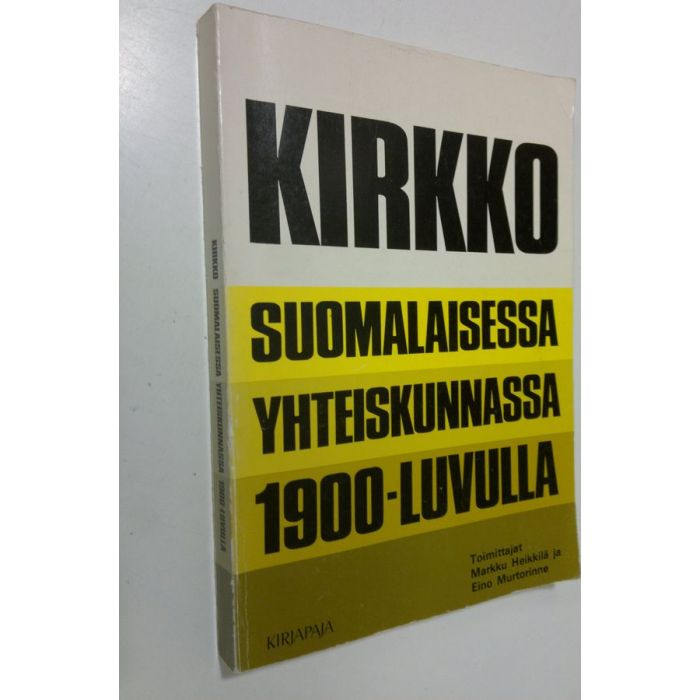 KIRKKO
SUOMALAISESSA
YHTEISKUNNASSA
1900-LUVULLA
Toimittajat
Markku Heikkilä ja
Eino Murtorinne
KIRJAPAJA
KIRKKO SUOMALAISESSA YHTEISKUNNASSA 1900-LUVULLA